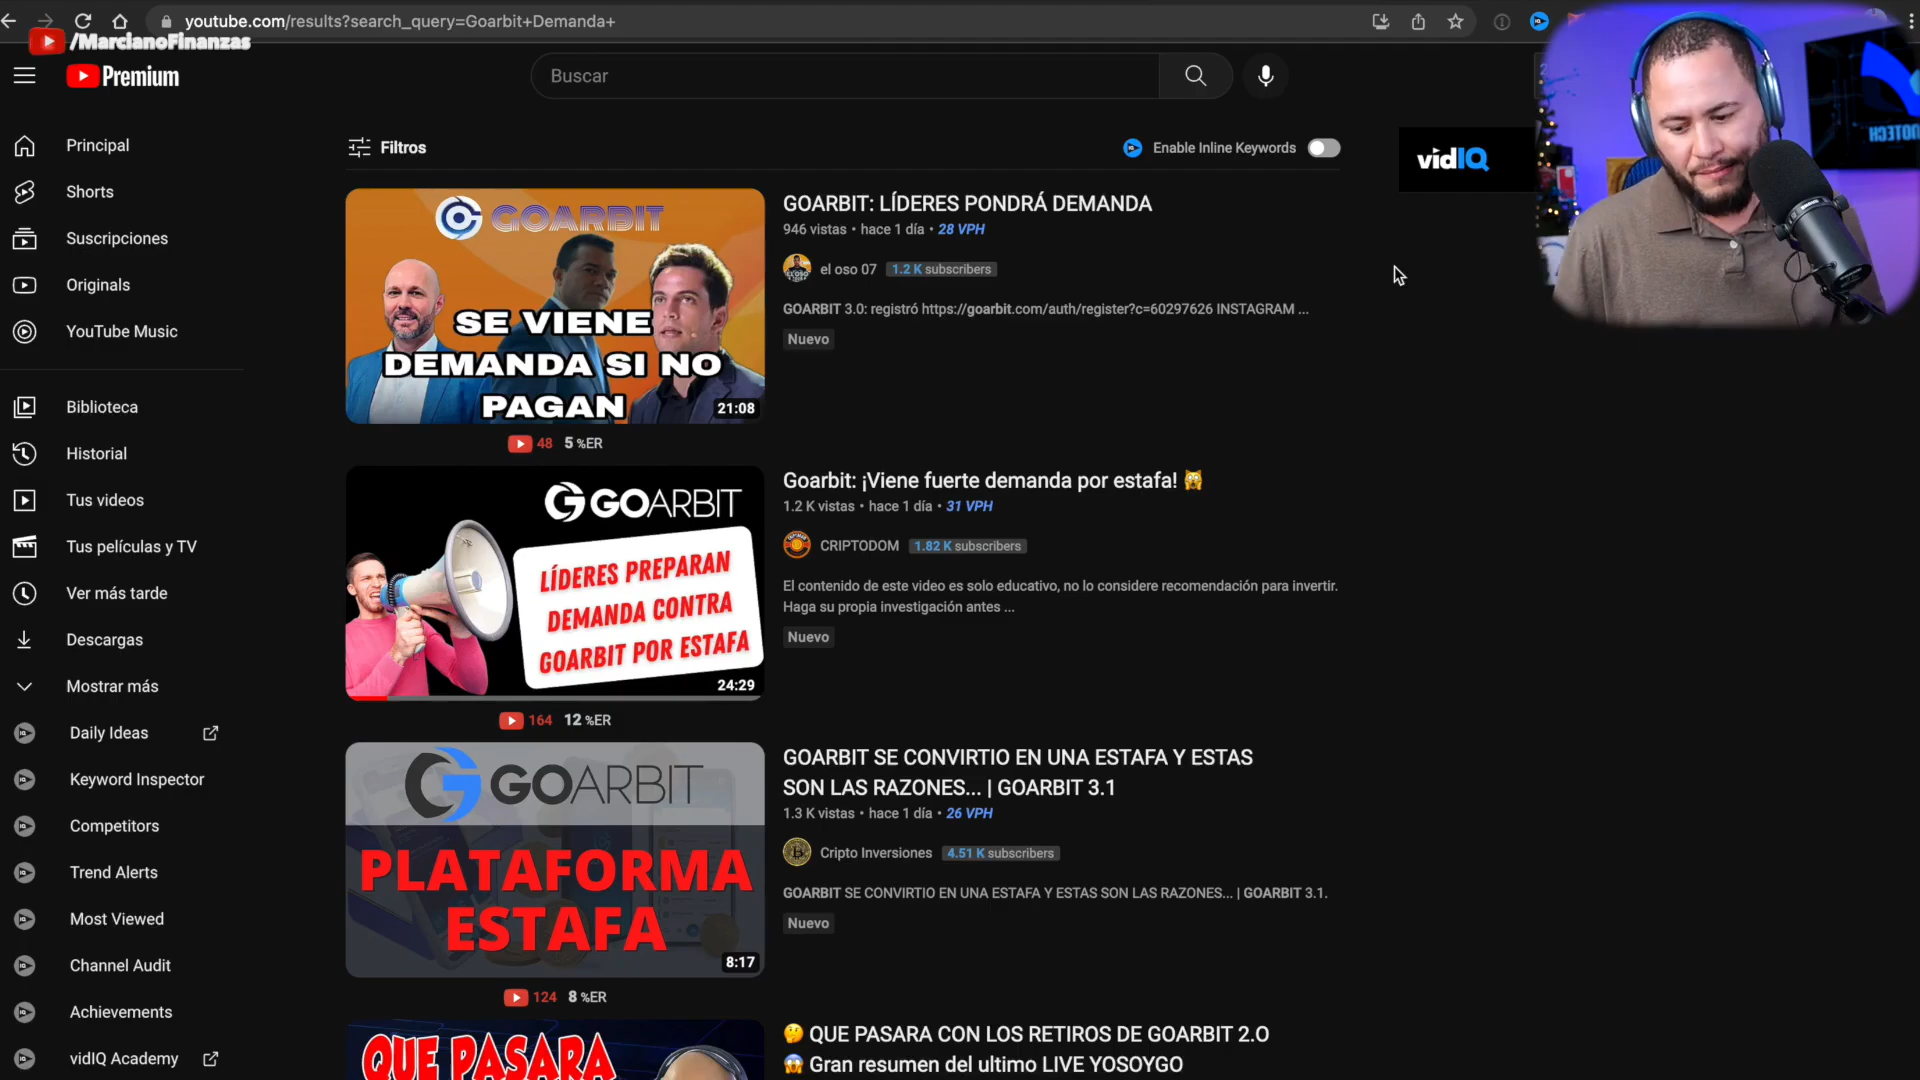 youtube.com/results?search_query=Goarbit+Demanda+
/MarcianoFinanzas
Premium
Buscar
Principal
Shorts
Suscripciones
Originals
YouTube Music
Biblioteca
Historial
Tus videos
Tus películas y TV
Ver más tarde
Descargas
Mostrar más
Daily Ideas
Keyword Inspector
Competitors
Trend Alerts
Most Viewed
Channel Audit
Achievements
vidIQ Academy
Filtros
Enable Inline Keywords
vidIQ
GOARBIT
SE VIENE
DEMANDA SI NO
PAGAN
21:08
48 5 %ER
GOARBIT: LÍDERES PONDRÁ DEMANDA
946 vistas • hace 1 día • 28 VPH
el oso 07 1.2 K subscribers
GOARBIT 3.0: registró https://goarbit.com/auth/register?c=60297626 INSTAGRAM ...
Nuevo
GOARBIT
LÍDERES PREPARAN
DEMANDA CONTRA
GOARBIT POR ESTAFA
24:29
164 12 %ER
Goarbit: ¡Viene fuerte demanda por estafa! 🙀
1.2 K vistas • hace 1 día • 31 VPH
CRIPTODOM 1.82 K subscribers
El contenido de este video es solo educativo, no lo considere recomendación para invertir.
Haga su propia investigación antes ...
Nuevo
GOARBIT
PLATAFORMA
ESTAFA
8:17
124 8 %ER
GOARBIT SE CONVIRTIO EN UNA ESTAFA Y ESTAS
SON LAS RAZONES... | GOARBIT 3.1
1.3 K vistas • hace 1 día • 26 VPH
Cripto Inversiones 4.51 K subscribers
GOARBIT SE CONVIRTIO EN UNA ESTAFA Y ESTAS SON LAS RAZONES... | GOARBIT 3.1.
Nuevo
QUE PASARA
🤔 QUE PASARA CON LOS RETIROS DE GOARBIT 2.O
😱 Gran resumen del ultimo LIVE YOSOYGO